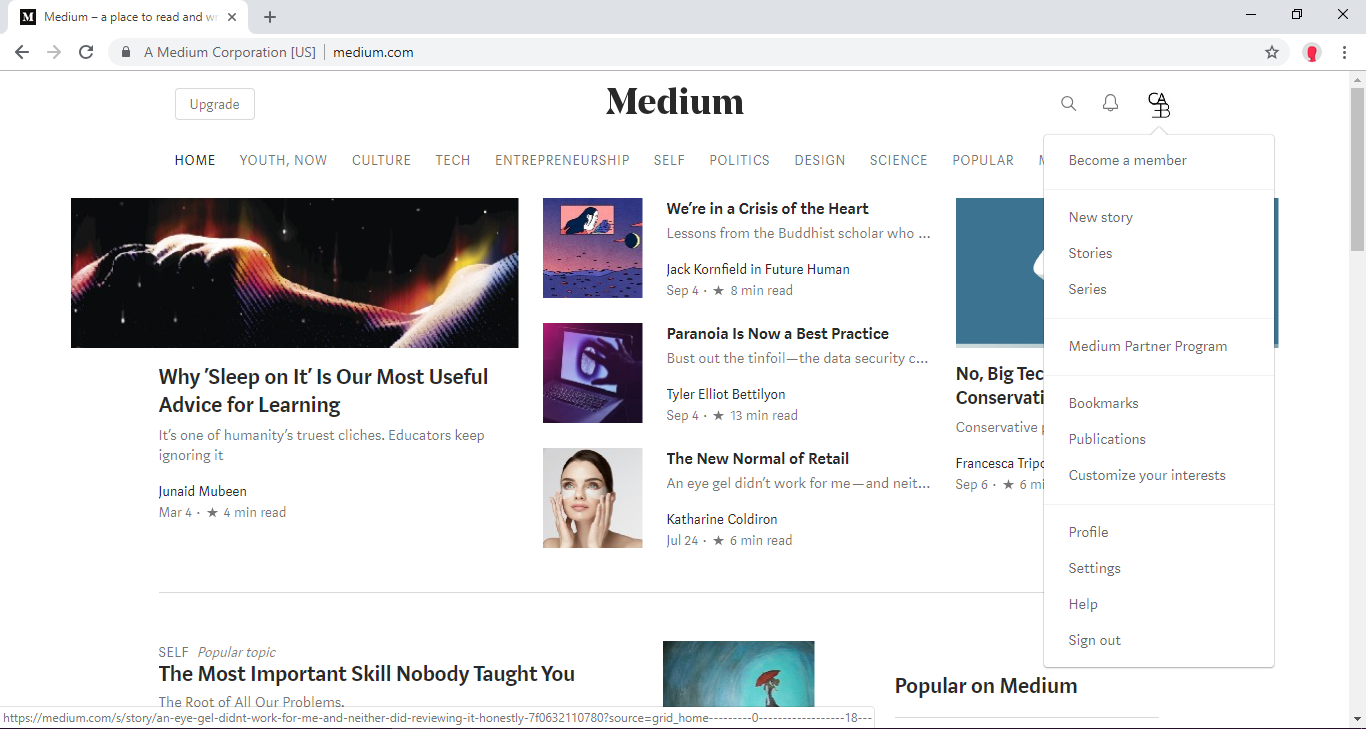 Medium – a place to read and wr
A Medium Corporation [US] | medium.com
Upgrade
Medium
HOME YOUTH, NOW CULTURE TECH ENTREPRENEURSHIP SELF POLITICS DESIGN SCIENCE POPULAR
Why ‘Sleep on It’ Is Our Most Useful
Advice for Learning
It’s one of humanity’s truest cliches. Educators keep
ignoring it
Junaid Mubeen
Mar 4 · ★ 4 min read
We’re in a Crisis of the Heart
Lessons from the Buddhist scholar who ...
Jack Kornfield in Future Human
Sep 4 · ★ 8 min read
Paranoia Is Now a Best Practice
Bust out the tinfoil—the data security c...
Tyler Elliot Bettilyon
Sep 4 · ★ 13 min read
The New Normal of Retail
An eye gel didn’t work for me—and neit...
Katharine Coldiron
Jul 24 · ★ 6 min read
No, Big Tec
Conservati
Conservative
Francesca Tripo
Sep 6 · ★ 6 mi
Become a member
New story
Stories
Series
Medium Partner Program
Bookmarks
Publications
Customize your interests
Profile
Settings
Help
Sign out
SELF Popular topic
The Most Important Skill Nobody Taught You
The Root of All Our Problems.
Popular on Medium
https://medium.com/s/story/an-eye-gel-didnt-work-for-me-and-neither-did-reviewing-it-honestly-7f0632110780?source=grid_home---------0------------------18---